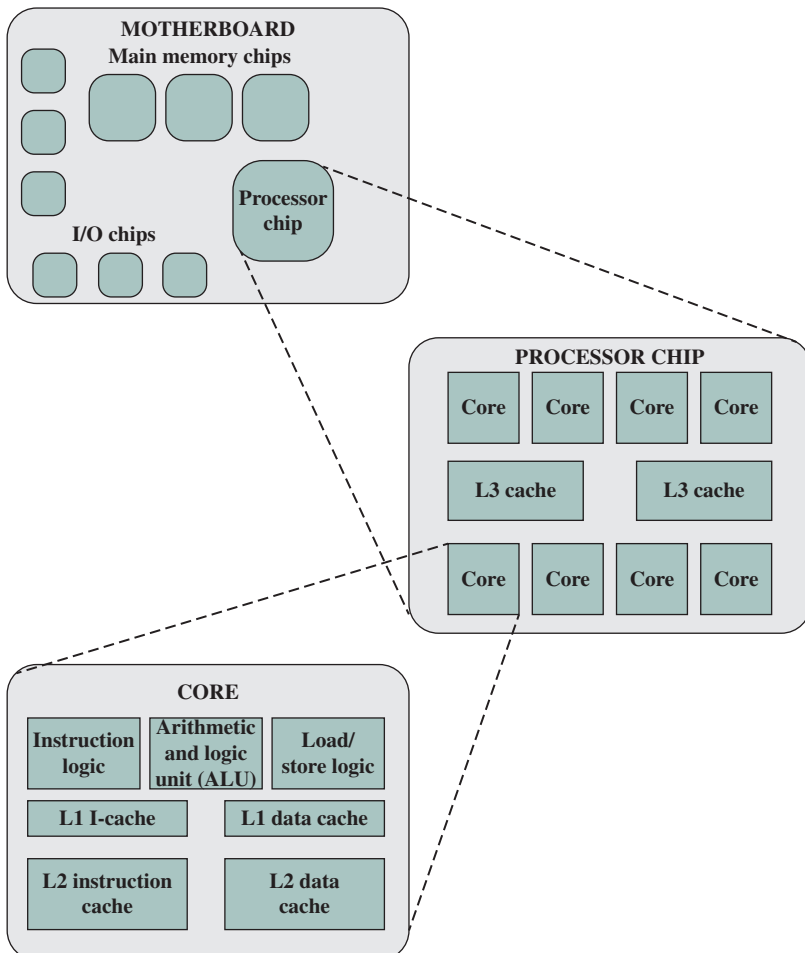 MOTHERBOARD
Main memory chips
Processor
chip
I/O chips
PROCESSOR CHIP
Core
Core
Core
Core
L3 cache
L3 cache
Core
Core
Core
Core
CORE
Instruction
logic
Arithmetic
and logic
unit (ALU)
Load/
store logic
L1 I-cache
L1 data cache
L2 instruction
cache
L2 data
cache